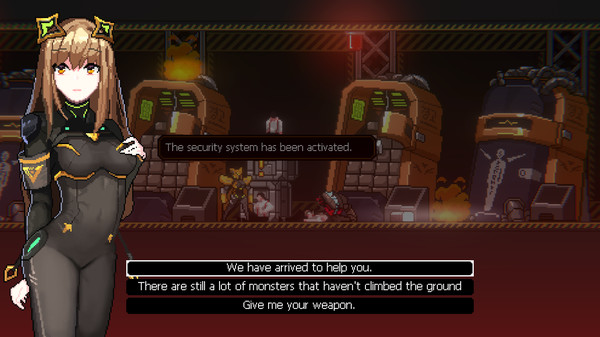 The security system has been activated.
We have arrived to help you.
There are still a lot of monsters that haven't climbed the ground
Give me your weapon.